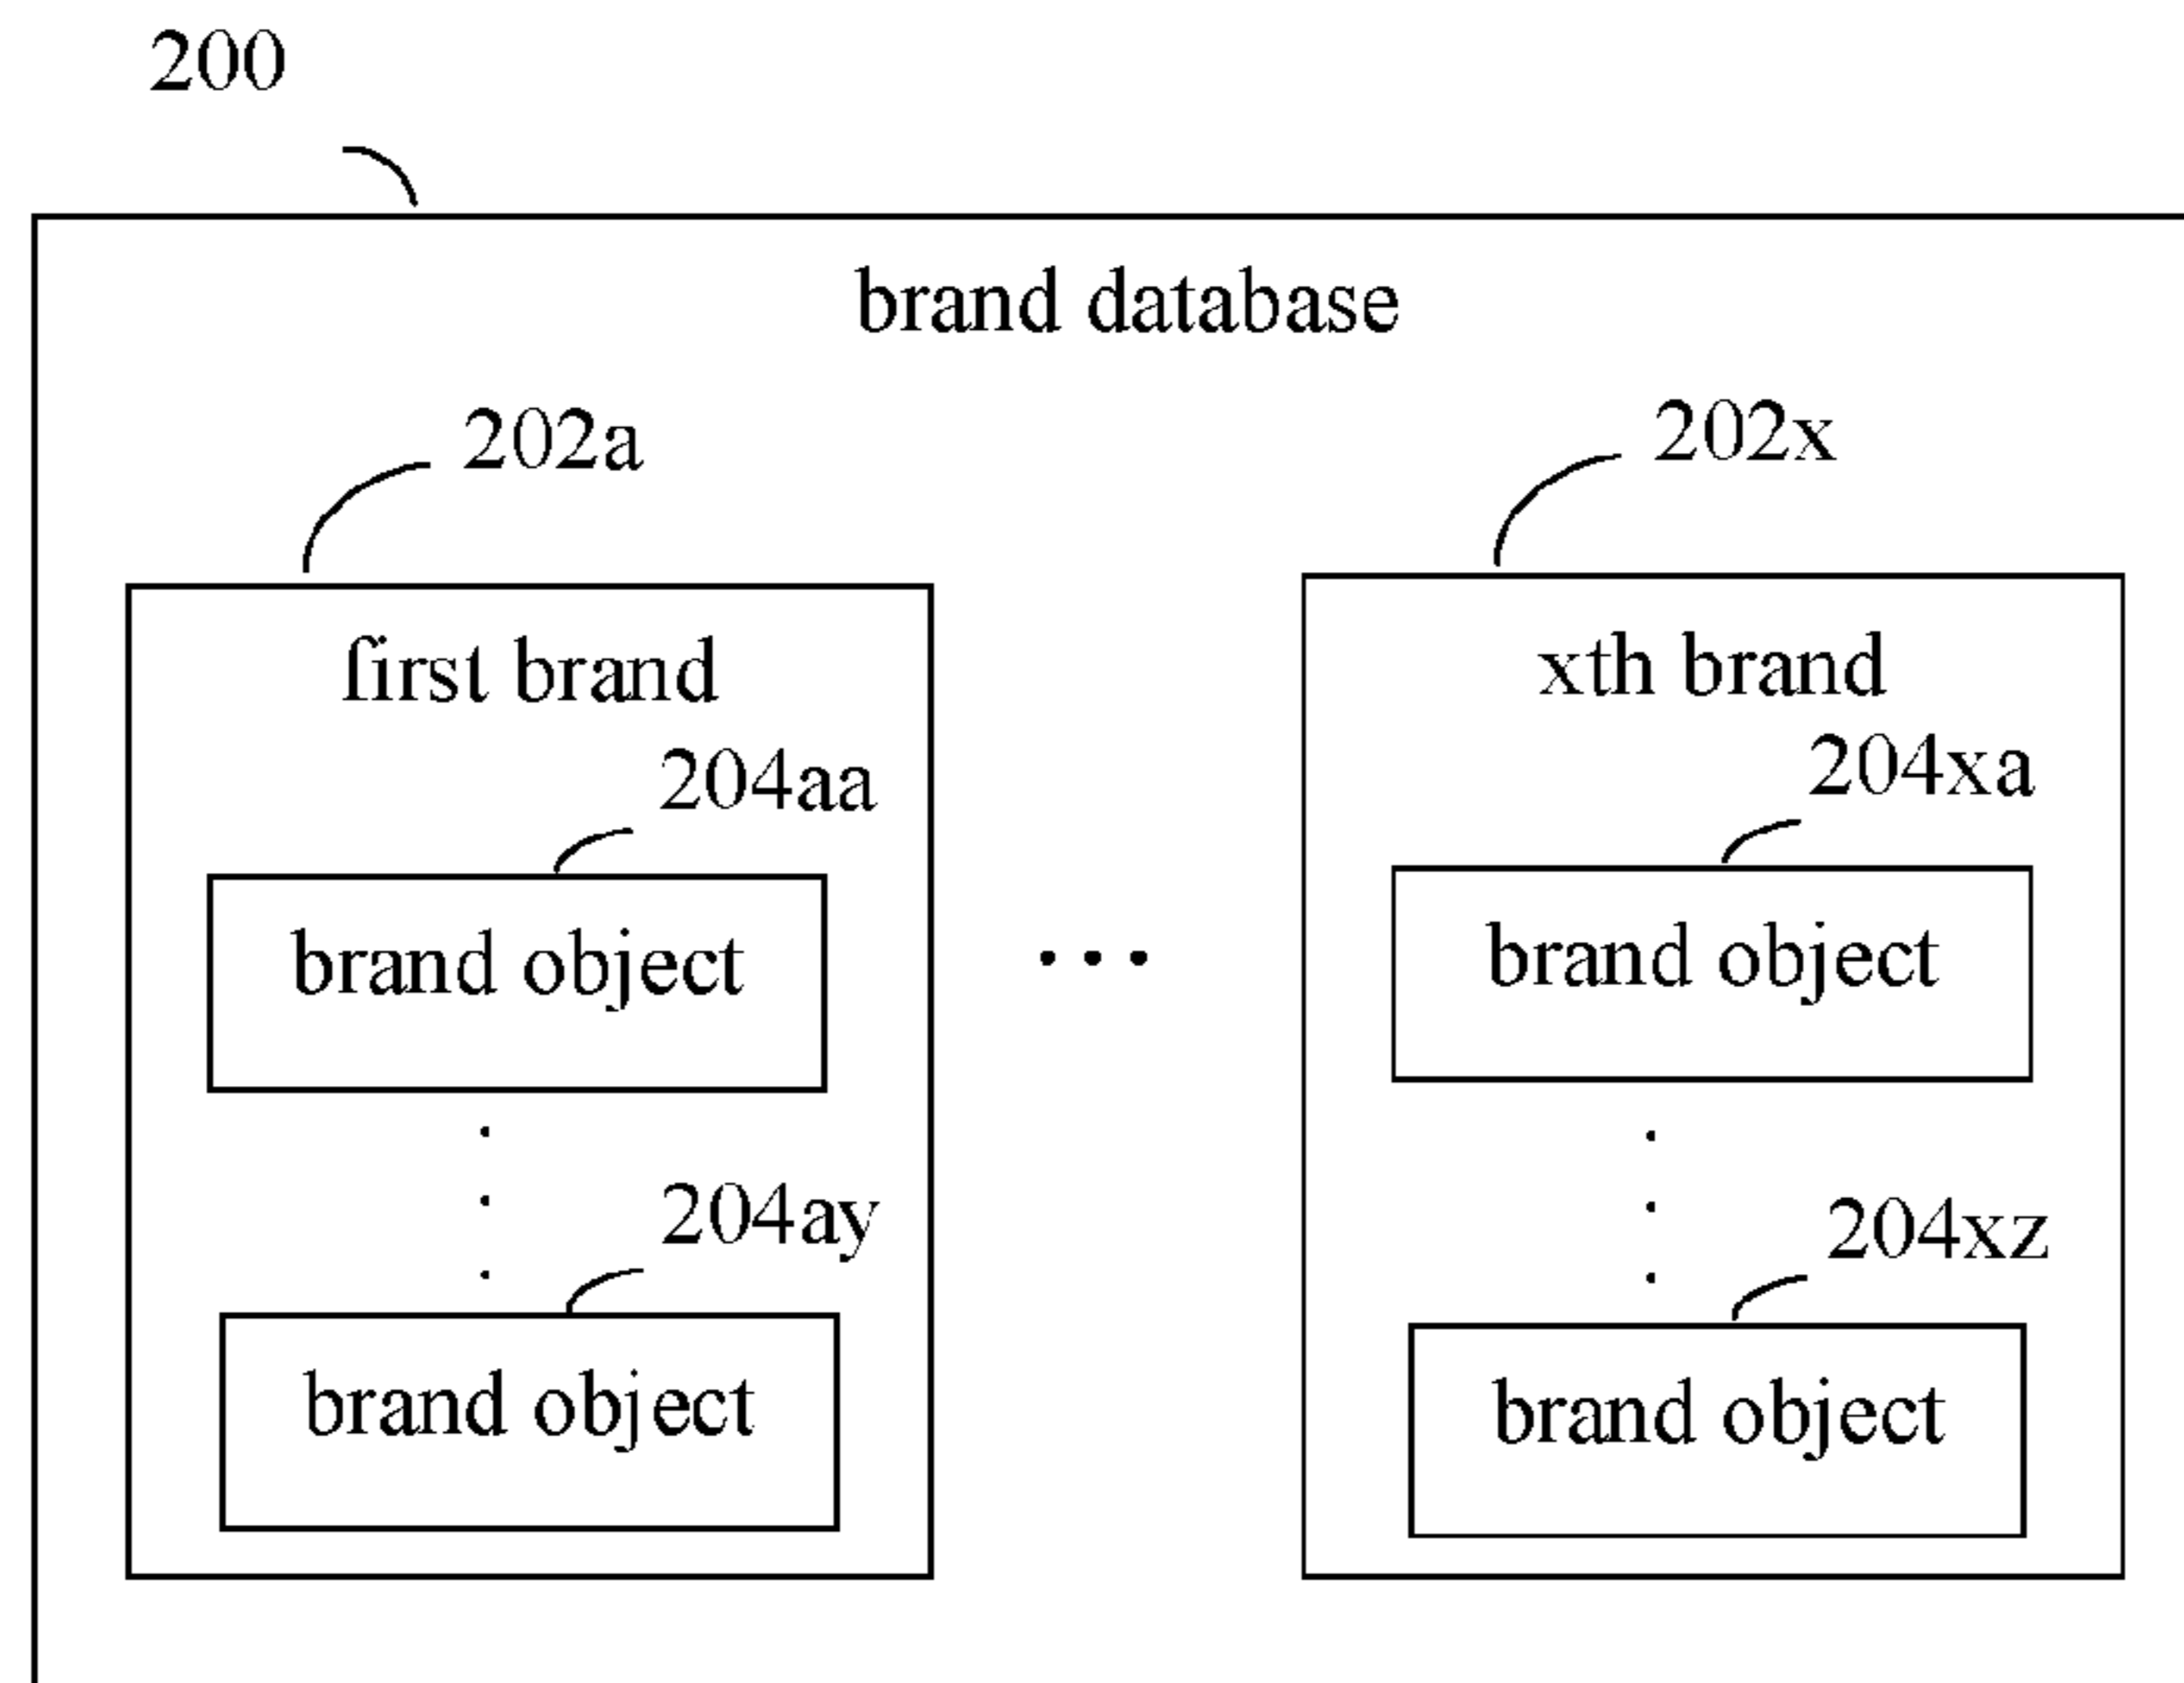 200
brand database
202a
202x
first brand
xth brand
204aa
204xa
brand object
brand object
204ay
204xz
brand object
brand object